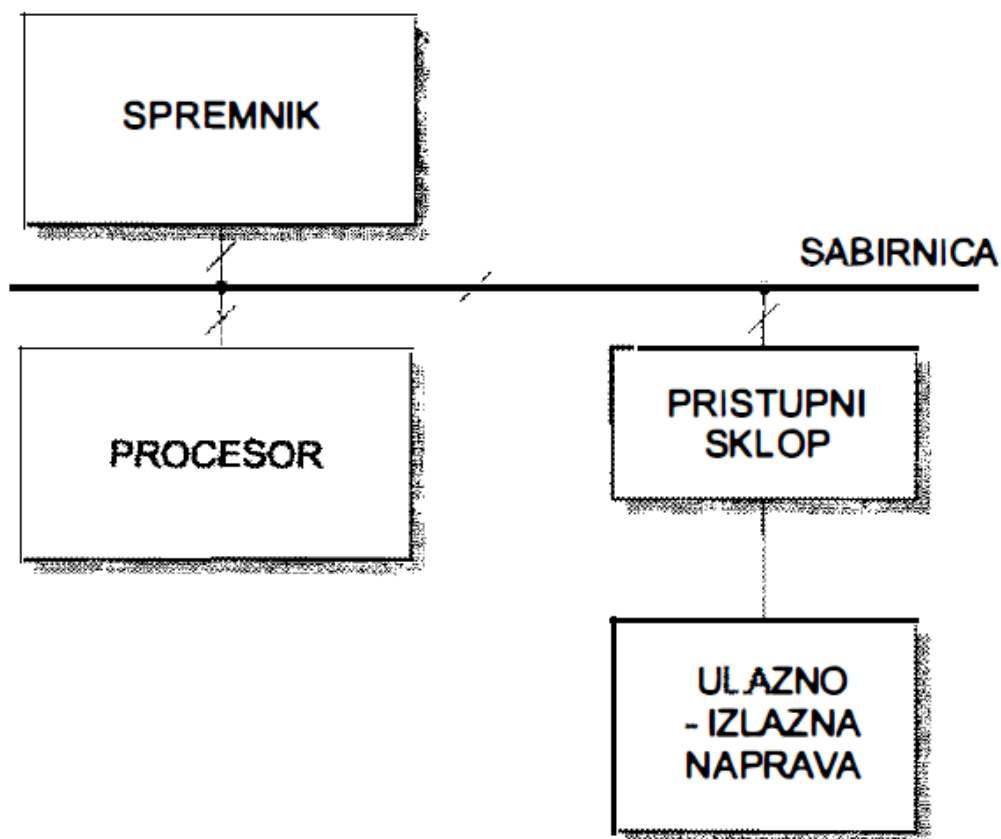 SPREMNIK
SABIRNICA
PROCESOR
PRISTUPNI
SKLOP
ULAZNO
- IZLAZNA
NAPRAVA